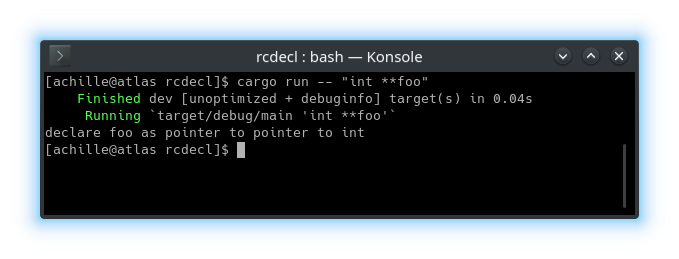 rcdecl : bash — Konsole
[achille@atlas rcdecl]$ cargo run -- "int **foo"
    Finished dev [unoptimized + debuginfo] target(s) in 0.04s
     Running `target/debug/main 'int **foo'`
declare foo as pointer to pointer to int
[achille@atlas rcdecl]$